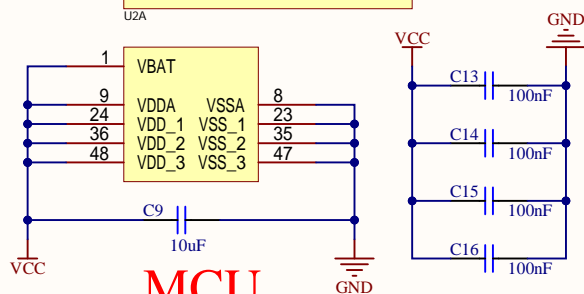 U2A
GND
VCC
1 VBAT
9 VDDA VSSA 8
24 VDD_1 VSS_1 23
36 VDD_2 VSS_2 35
48 VDD_3 VSS_3 47
C13
100nF
C14
100nF
C15
100nF
C16
100nF
C9
10uF
VCC
MCU
GND